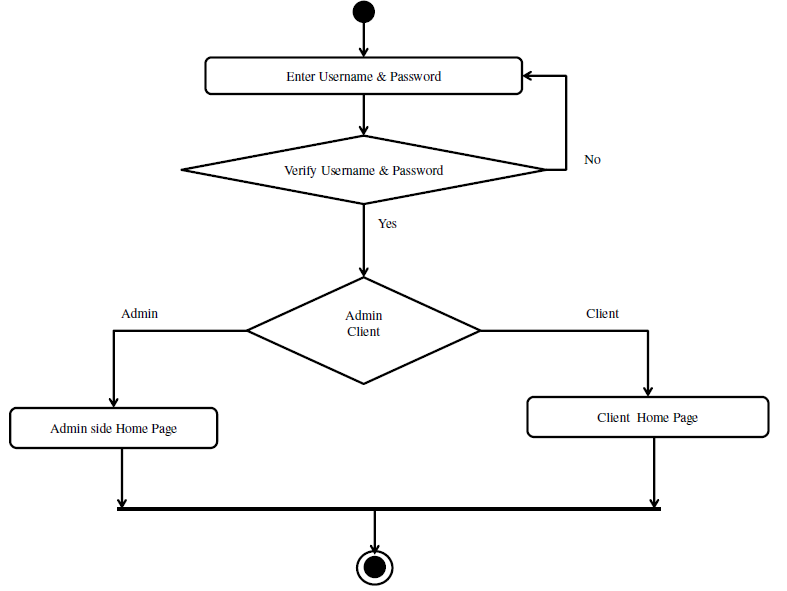 Enter Username & Password
Verify Username & Password
No
Yes
Admin
Admin
Client
Client
Admin side Home Page
Client Home Page